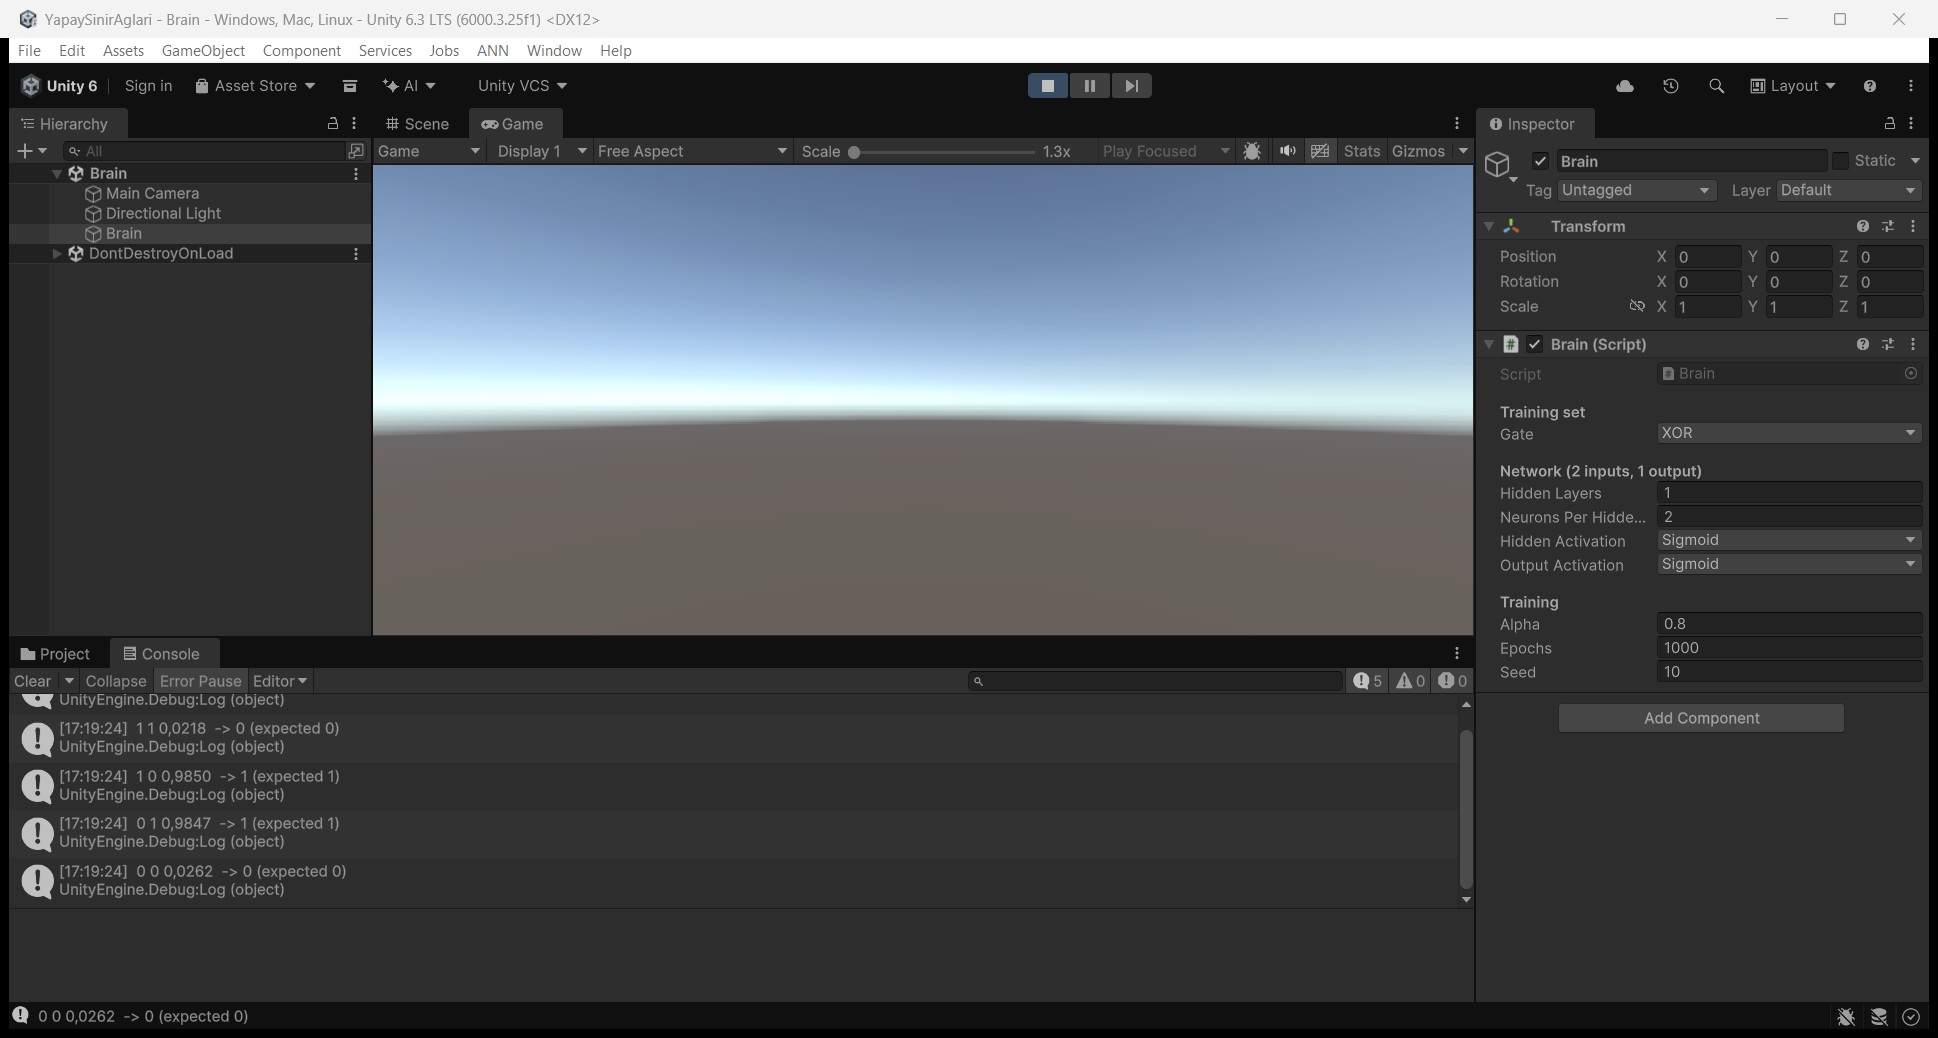 YapaySinirAglari - Brain - Windows, Mac, Linux - Unity 6.3 LTS (6000.3.25f1) <DX12>
File Edit Assets GameObject Component Services Jobs ANN Window Help
Unity 6 Sign in Asset Store AI Unity VCS Layout
Hierarchy
All
Brain
Main Camera
Directional Light
Brain
DontDestroyOnLoad
Scene Game
Game Display 1 Free Aspect Scale 1.3x Play Focused Stats Gizmos
Inspector
Brain Static
Tag Untagged Layer Default
Transform
Position X 0 Y 0 Z 0
Rotation X 0 Y 0 Z 0
Scale X 1 Y 1 Z 1
# Brain (Script)
Script # Brain
Training set
Gate XOR
Network (2 inputs, 1 output)
Hidden Layers 1
Neurons Per Hidde... 2
Hidden Activation Sigmoid
Output Activation Sigmoid
Training
Alpha 0.8
Epochs 1000
Seed 10
Add Component
Project Console
Clear Collapse Error Pause Editor 5 0 0
UnityEngine.Debug:Log (object)
[17:19:24] 1 1 0,0218 -> 0 (expected 0)
UnityEngine.Debug:Log (object)
[17:19:24] 1 0 0,9850 -> 1 (expected 1)
UnityEngine.Debug:Log (object)
[17:19:24] 0 1 0,9847 -> 1 (expected 1)
UnityEngine.Debug:Log (object)
[17:19:24] 0 0 0,0262 -> 0 (expected 0)
UnityEngine.Debug:Log (object)
0 0 0,0262 -> 0 (expected 0)